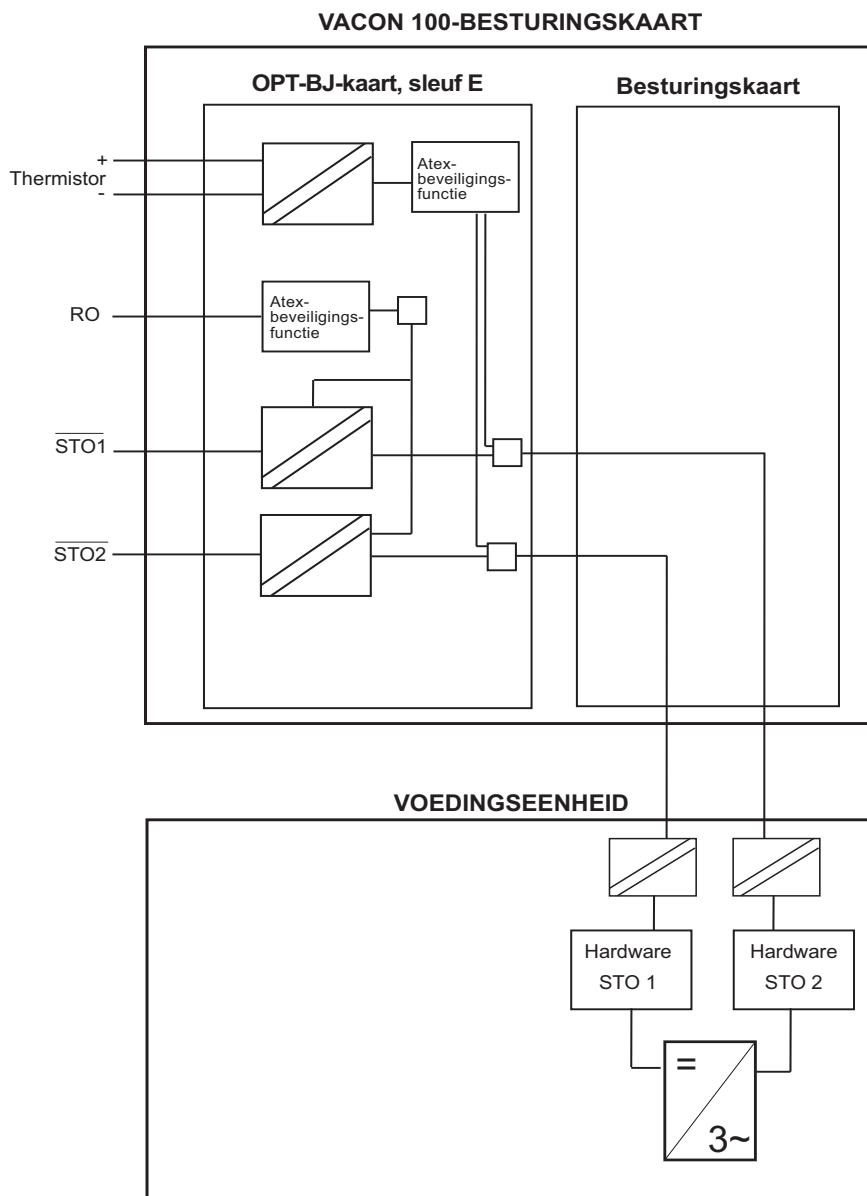 VACON 100-BESTURINGSKAART
OPT-BJ-kaart, sleuf E
Besturingskaart
+
Thermistor
-
Atex-
beveiligings-
functie
RO
Atex-
beveiligings-
functie
STO1
STO2
VOEDINGSEENHEID
Hardware
STO 1
Hardware
STO 2
=
3~